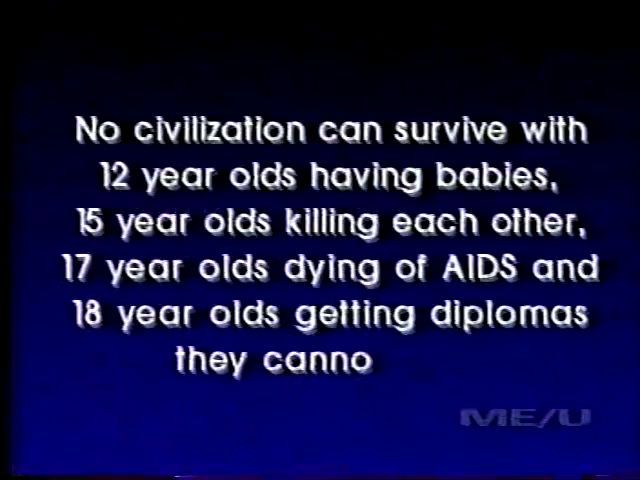 No civilization can survive with
12 year olds having babies,
15 year olds killing each other,
17 year olds dying of AIDS and
18 year olds getting diplomas
they canno
ME/U